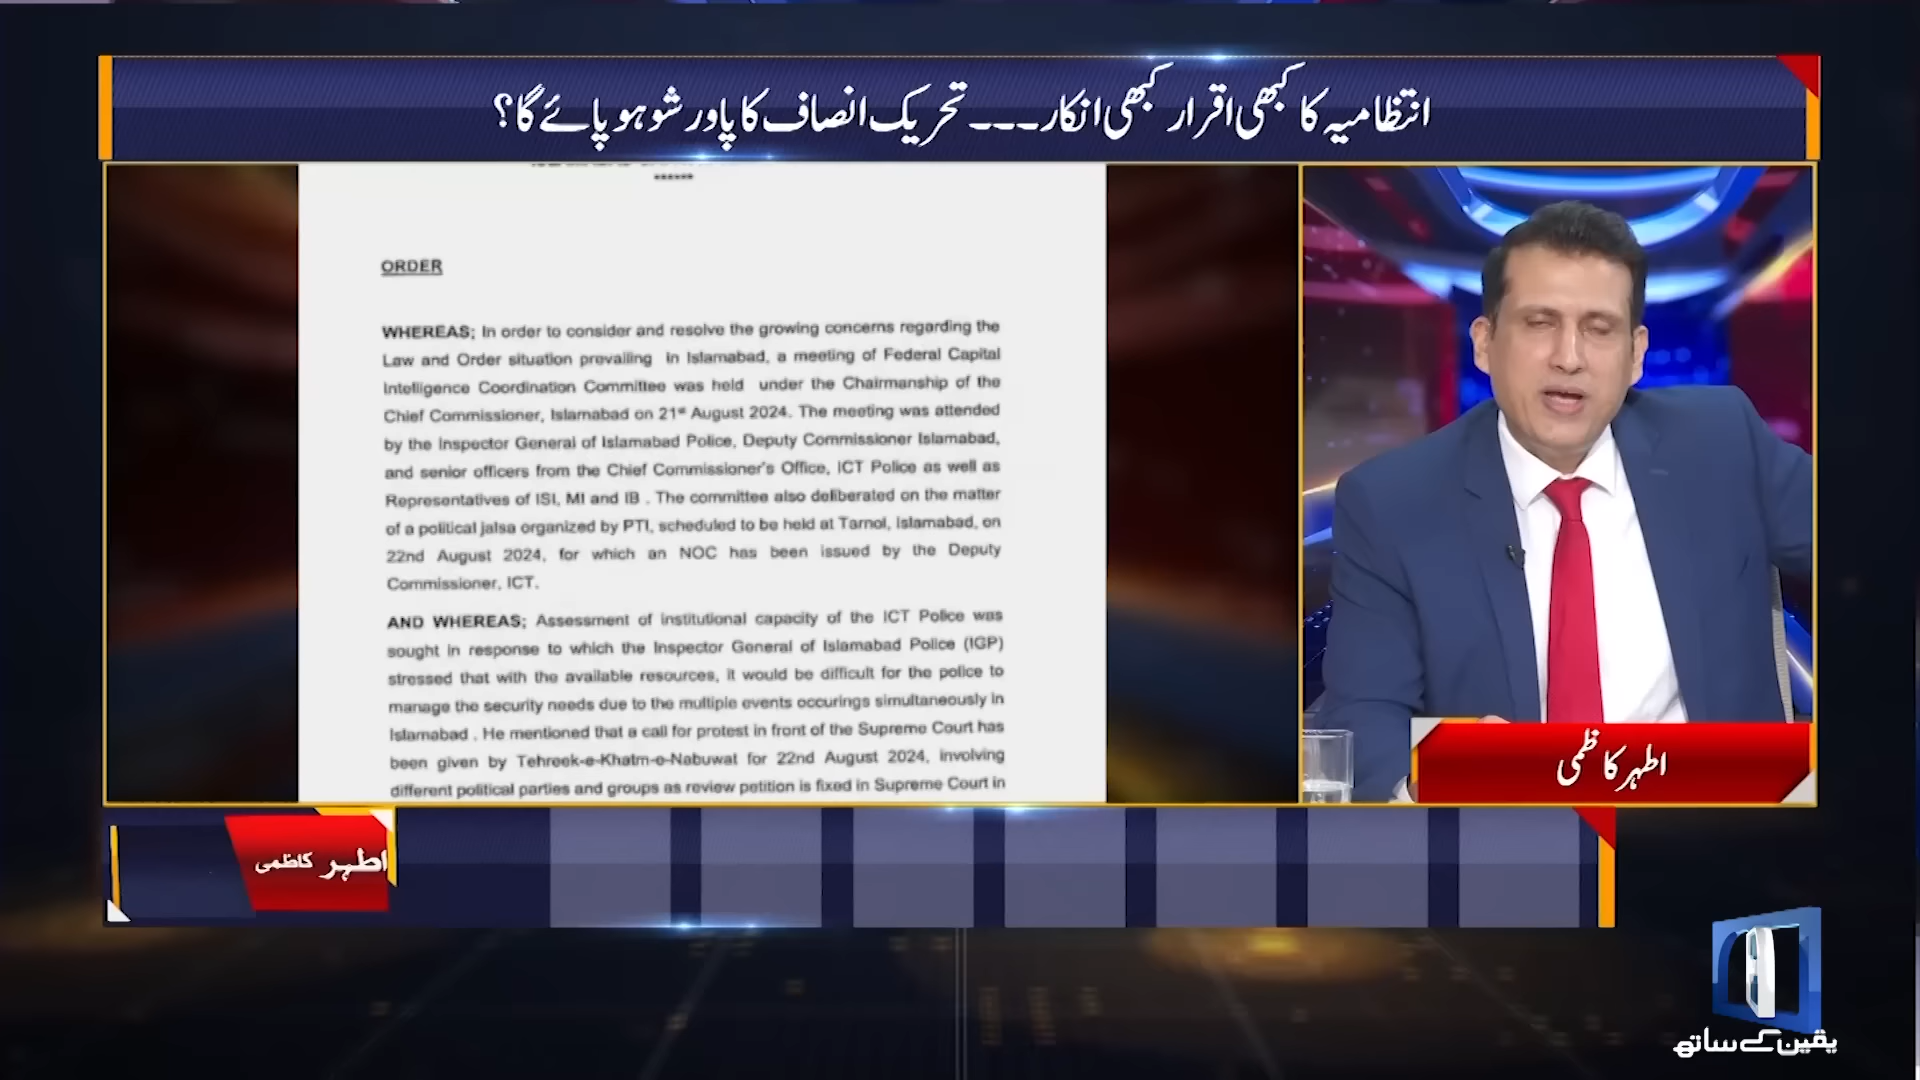 انتظامیہ کا کبھی اقرار کبھی انکار ۔۔۔ تحریک انصاف کا پاور شو ہو پائے گا؟
******
ORDER
WHEREAS; In order to consider and resolve the growing concerns regarding the
Law and Order situation prevailing in Islamabad, a meeting of Federal Capital
Intelligence Coordination Committee was held under the Chairmanship of the
Chief Commissioner, Islamabad on 21st August 2024. The meeting was attended
by the Inspector General of Islamabad Police, Deputy Commissioner Islamabad,
and senior officers from the Chief Commissioner's Office, ICT Police as well as
Representatives of ISI, MI and IB . The committee also deliberated on the matter
of a political jalsa organized by PTI, scheduled to be held at Tarnol, Islamabad, on
22nd August 2024, for which an NOC has been issued by the Deputy
Commissioner, ICT.
AND WHEREAS; Assessment of institutional capacity of the ICT Police was
sought in response to which the Inspector General of Islamabad Police (IGP)
stressed that with the available resources, it would be difficult for the police to
manage the security needs due to the multiple events occurings simultaneously in
Islamabad . He mentioned that a call for protest in front of the Supreme Court has
been given by Tehreek-e-Khatm-e-Nabuwat for 22nd August 2024, involving
different political parties and groups as review petition is fixed in Supreme Court in
اطہر کاظمی
اطہر کاظمی
یقین کے ساتھ